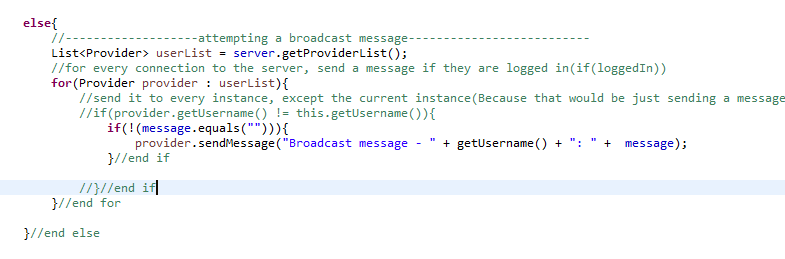 else{
//--------------------attempting a broadcast message---------------------------
List<Provider> userList = server.getProviderList();
//for every connection to the server, send a message if they are logged in(if(loggedIn))
for(Provider provider : userList){
//send it to every instance, except the current instance(Because that would be just sending a message
//if(provider.getUsername() != this.getUsername()){
if(!(message.equals(""))){
provider.sendMessage("Broadcast message - " + getUsername() + ": " +  message);
}//end if
//}//end if
}//end for
}//end else